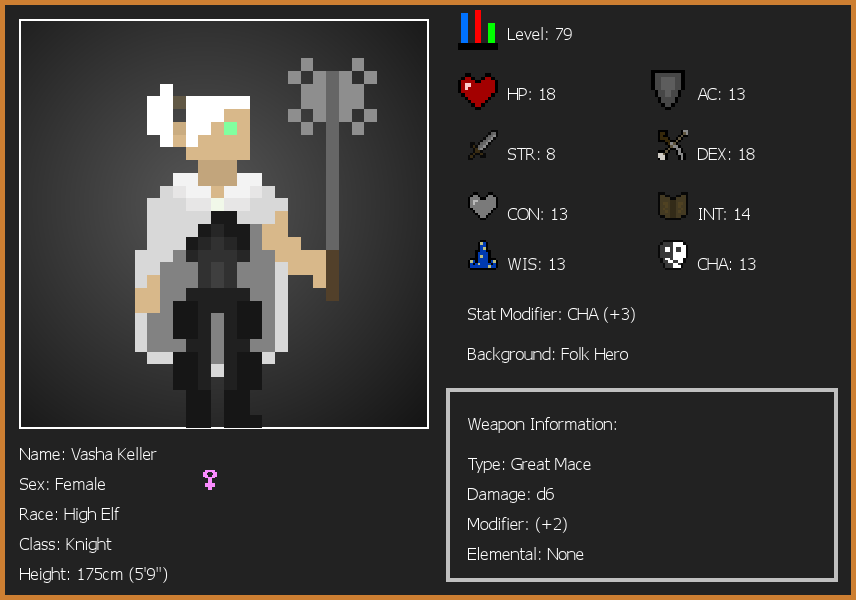 Level: 79
HP: 18
AC: 13
STR: 8
DEX: 18
CON: 13
INT: 14
WIS: 13
CHA: 13
Stat Modifier: CHA (+3)
Background: Folk Hero
Weapon Information:
Type: Great Mace
Damage: d6
Modifier: (+2)
Elemental: None
Name: Vasha Keller
Sex: Female
Race: High Elf
Class: Knight
Height: 175cm (5'9")